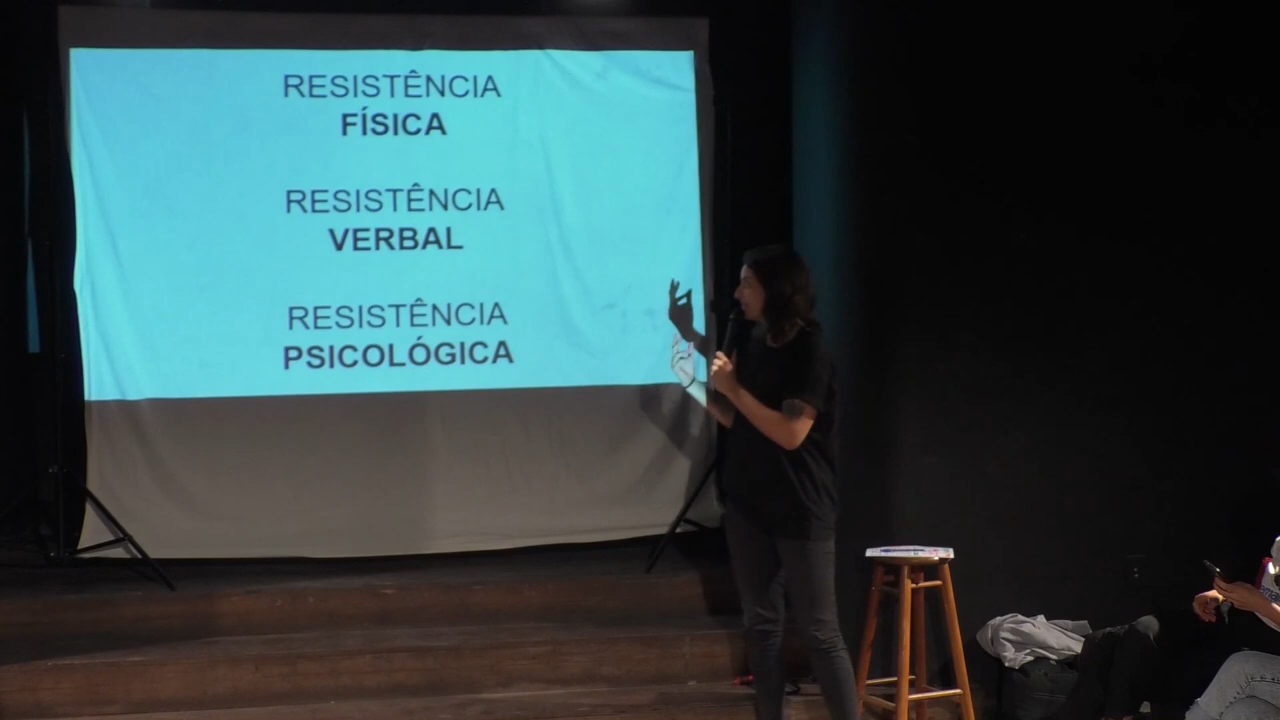 RESISTÊNCIA
FÍSICA
RESISTÊNCIA
VERBAL
RESISTÊNCIA
PSICOLÓGICA